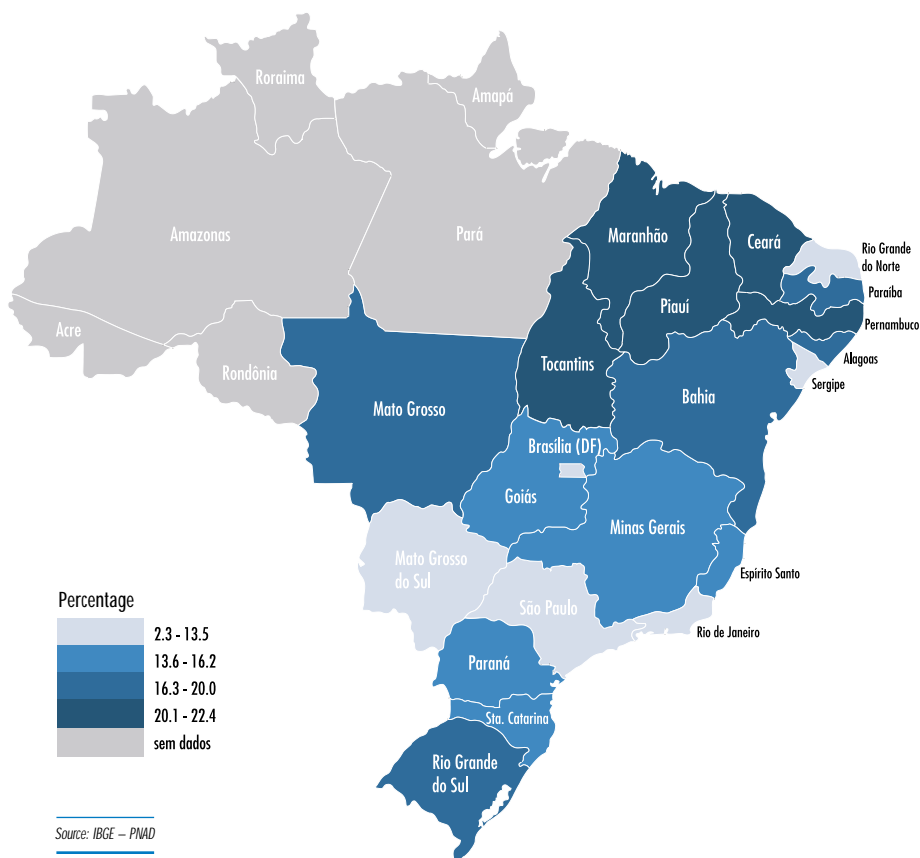 Roraima
Amapá
Amazonas
Pará
Maranhão
Ceará
Rio Grande
do Norte
Paraíba
Acre
Piauí
Pernambuco
Rondônia
Tocantins
Alagoas
Sergipe
Mato Grosso
Bahia
Brasília (DF)
Goiás
Minas Gerais
Mato Grosso
do Sul
Espírito Santo
São Paulo
Rio de Janeiro
Paraná
Sta. Catarina
Rio Grande
do Sul
Percentage
2.3 - 13.5
13.6 - 16.2
16.3 - 20.0
20.1 - 22.4
sem dados
Source: IBGE – PNAD